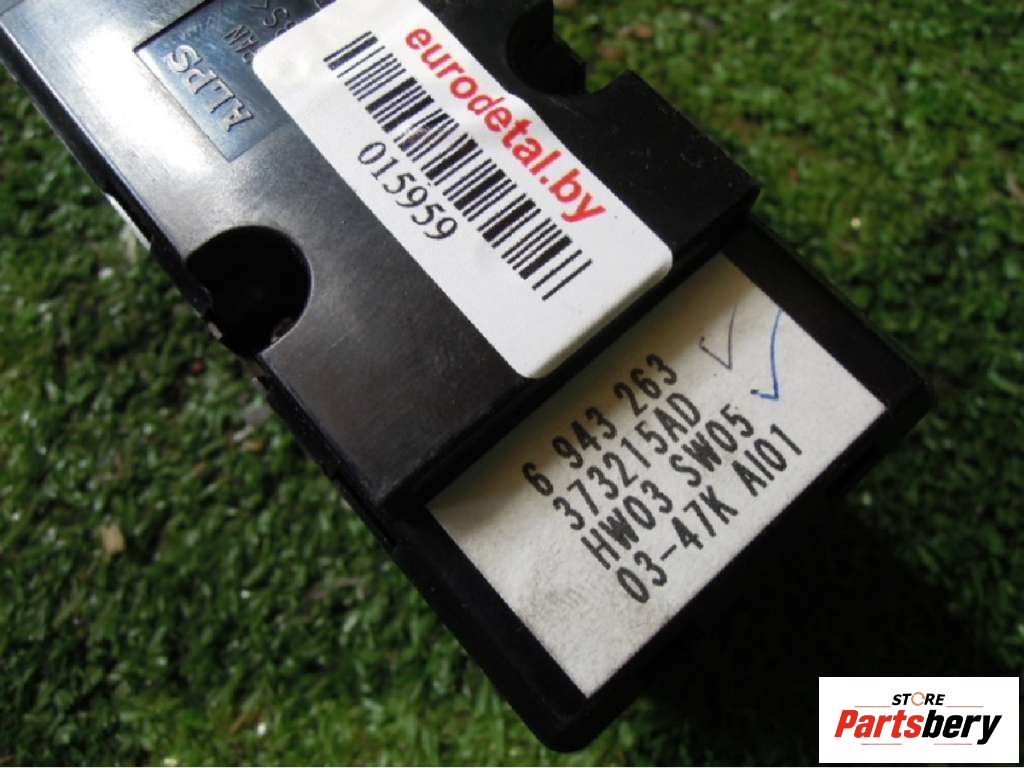 ALPS
eurodetal.by
015959
6 943 263
373215AD
HW03 SW05
03-47K AI01
STORE
Partsbery